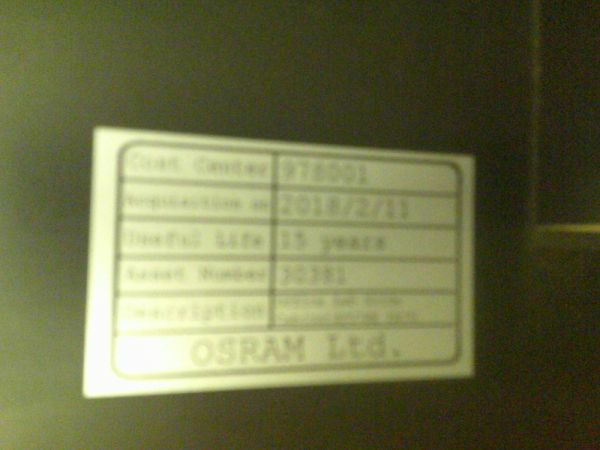 Cost Center 978001
Acquisition on 2018/2/11
Useful Life 15 years
Asset Number 30381
Description
OSRAM Ltd.